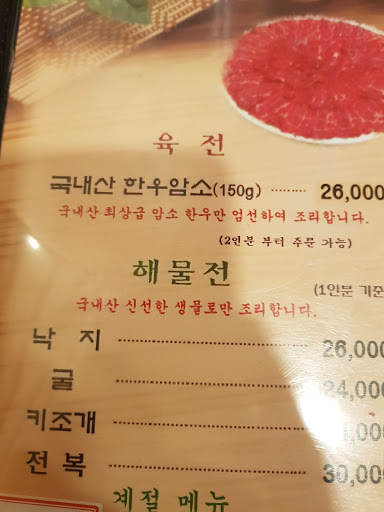 육 전
국내산 한우암소(150g) ········· 26,000
국내산 최상급 암소 한우만 엄선하여 조리합니다.
(2인분 부터 주문 가능)
해물전
(1인분 기준
국내산 신선한 생물로만 조리합니다.
낙 지 ································ 26,000
굴 ································ 24,000
키조개 ································
전 복 ································ 30,000
계절 메뉴